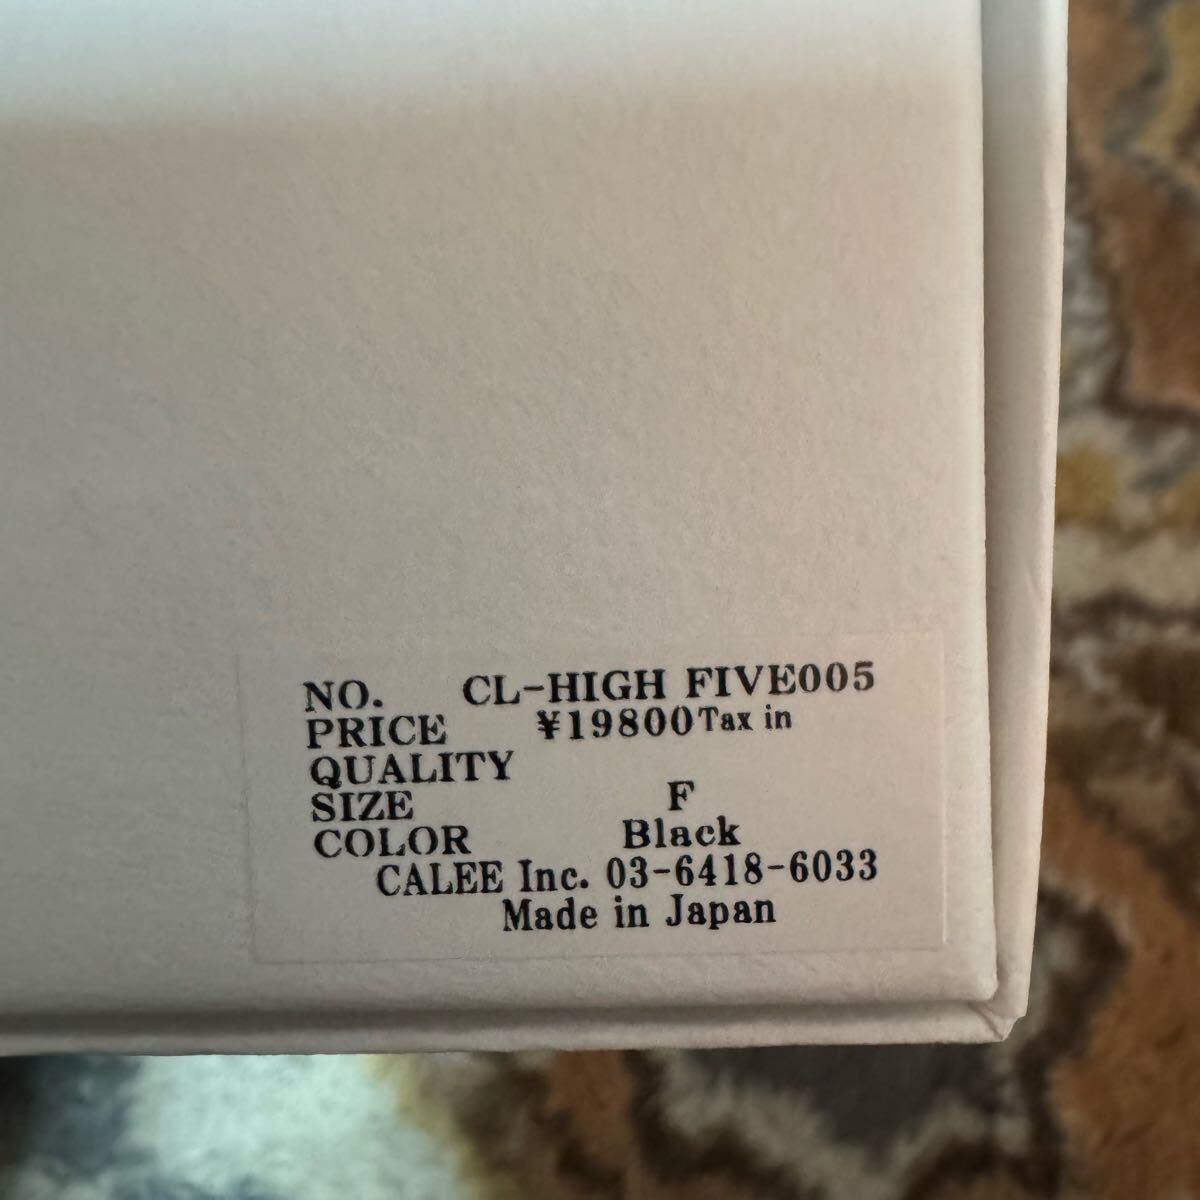 NO. CL-HIGH FIVE005
PRICE ¥19800Tax in
QUALITY
SIZE F
COLOR Black
CALEE Inc. 03-6418-6033
Made in Japan